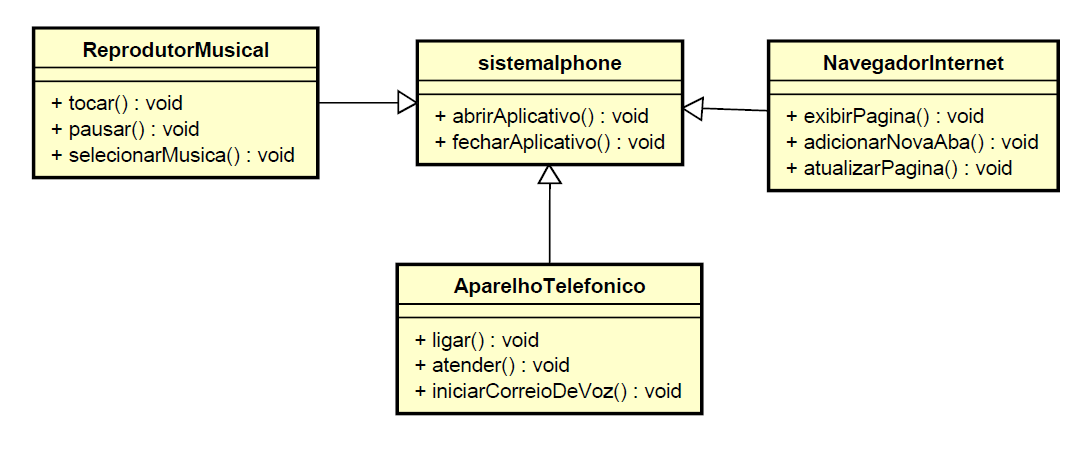 ReprodutorMusical
+ tocar() : void
+ pausar() : void
+ selecionarMusica() : void
sistemaIphone
+ abrirAplicativo() : void
+ fecharAplicativo() : void
NavegadorInternet
+ exibirPagina() : void
+ adicionarNovaAba() : void
+ atualizarPagina() : void
AparelhoTelefonico
+ ligar() : void
+ atender() : void
+ iniciarCorreioDeVoz() : void